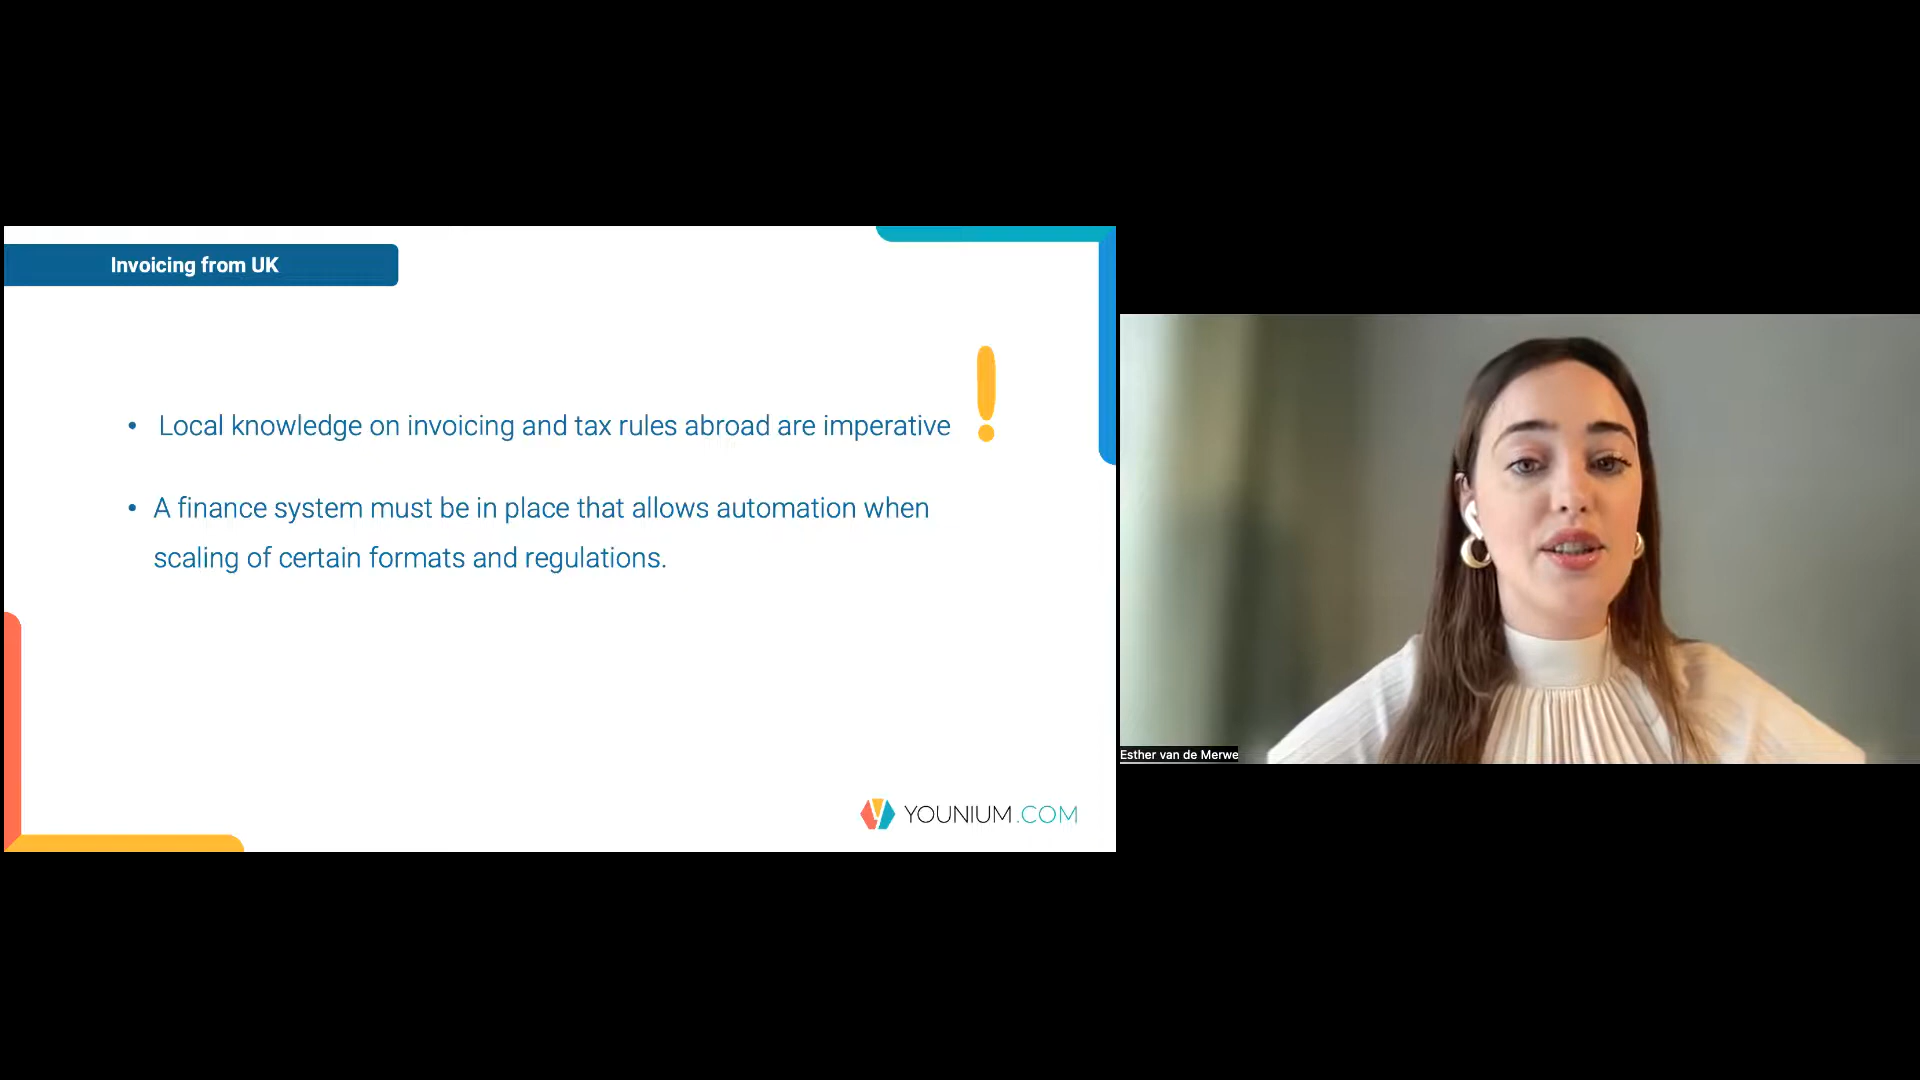 Invoicing from UK
• Local knowledge on invoicing and tax rules abroad are imperative
• A finance system must be in place that allows automation when
scaling of certain formats and regulations.
YOUNIUM.COM
Esther van de Merwe